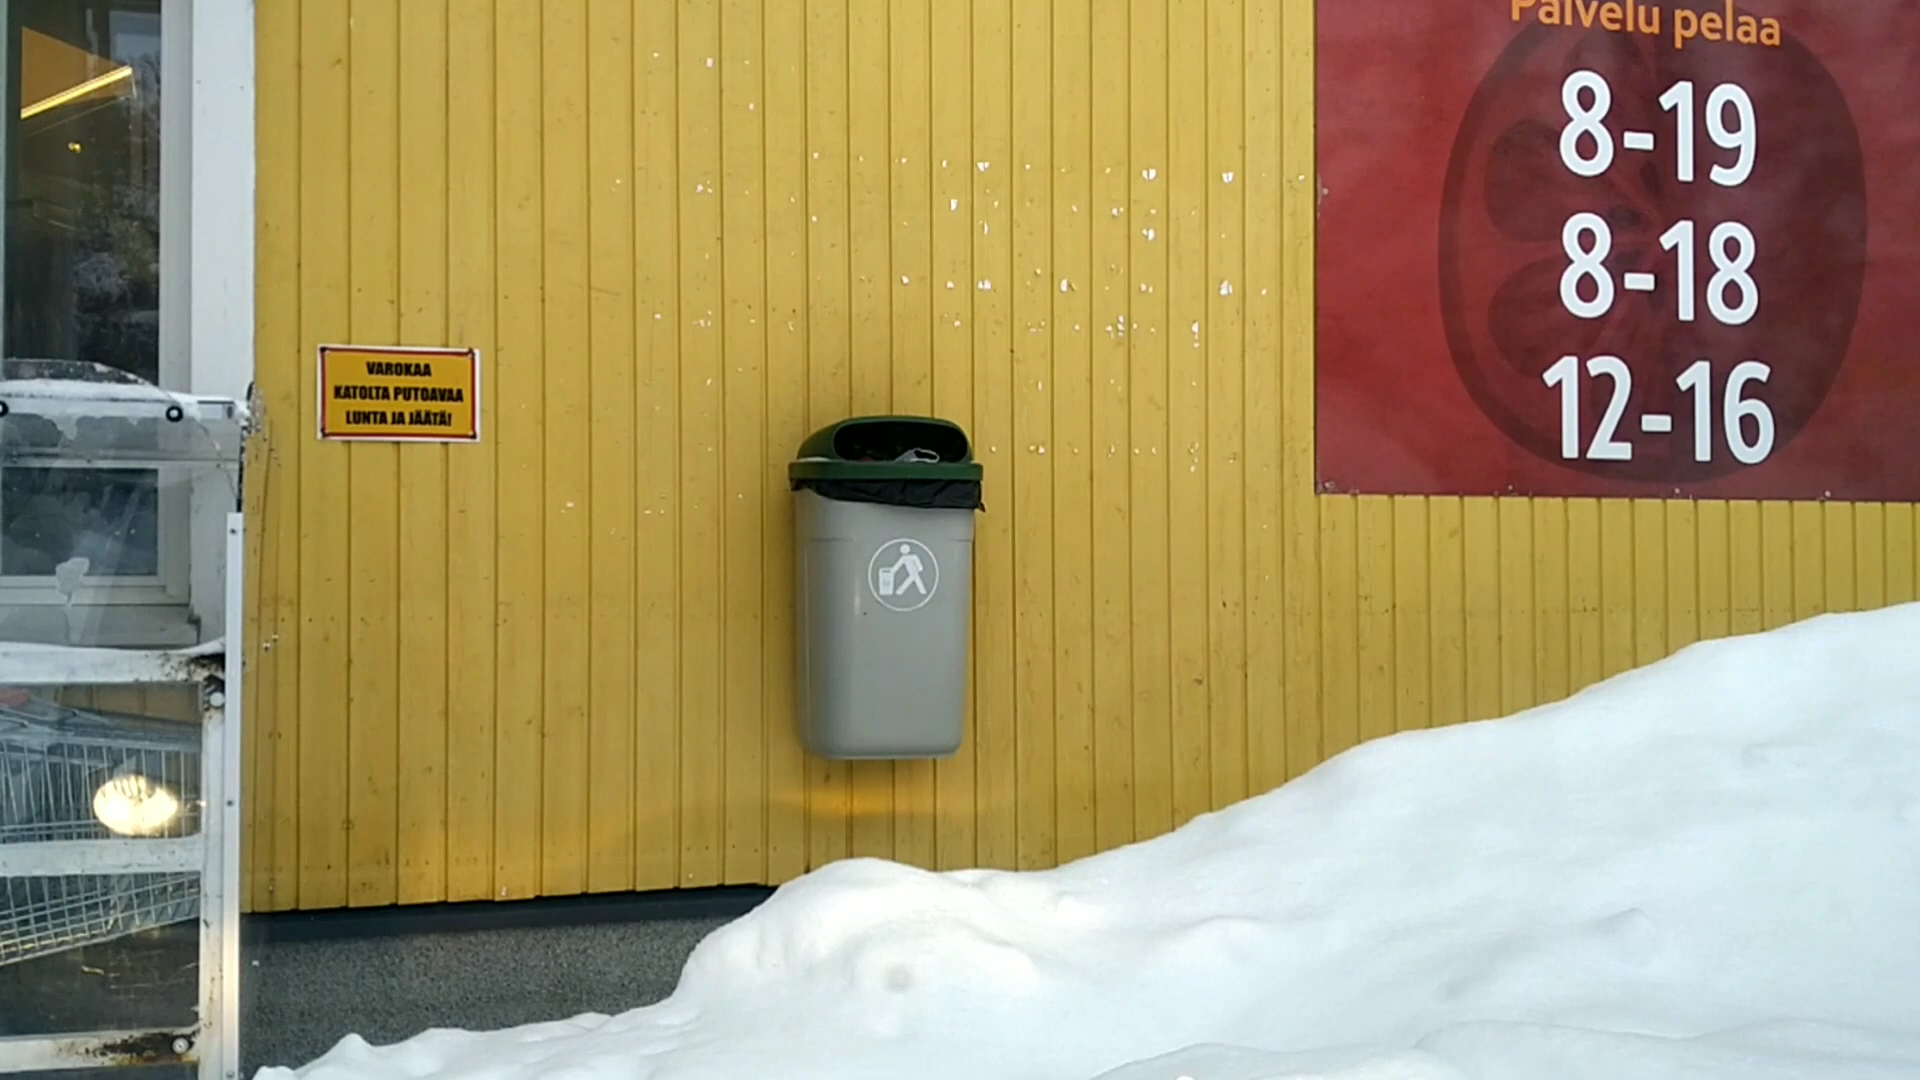 VAROKAA
KATOLTA PUTOAVAA
LUNTA JA JÄÄTÄ!
Palvelu pelaa
8-19
8-18
12-16